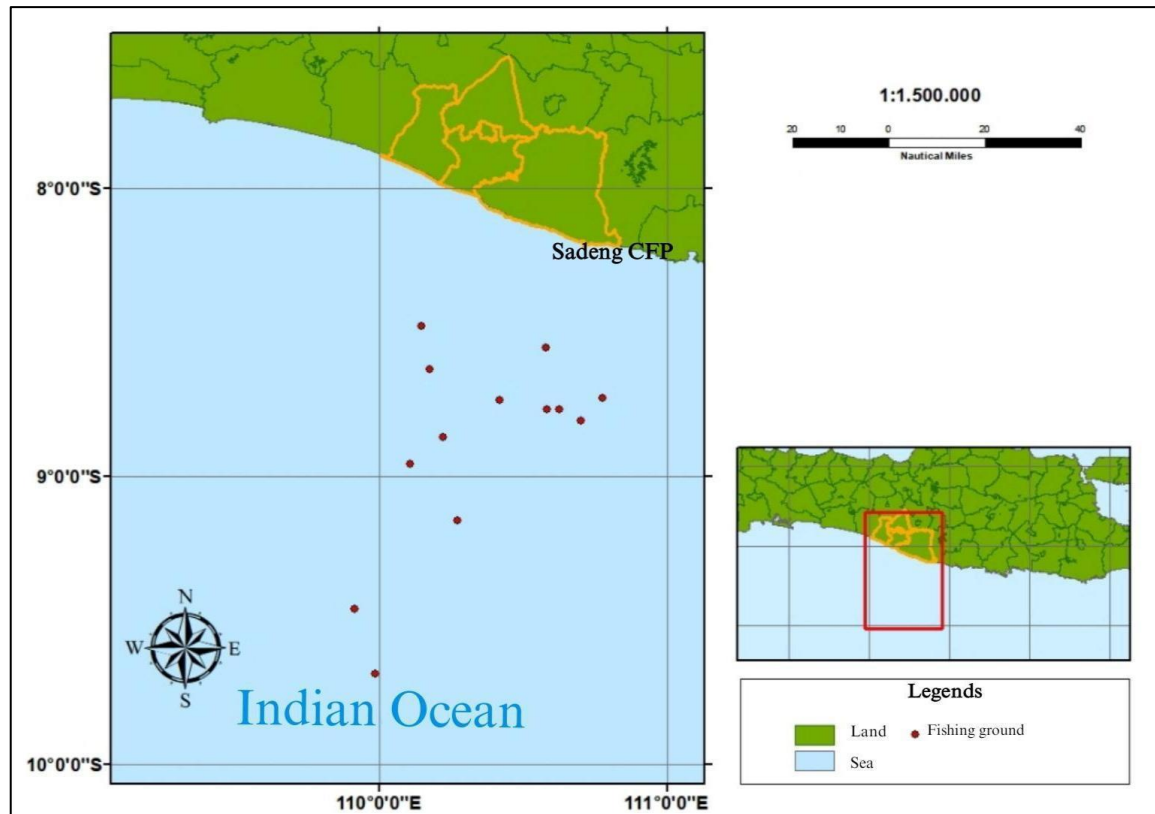 1:1.500.000
20 10 0 20 40
Nautical Miles
8°0'0"S
Sadeng CFP
9°0'0"S
N
W E
S
Indian Ocean
10°0'0"S
110°0'0"E 111°0'0"E
Legends
Land Fishing ground
Sea